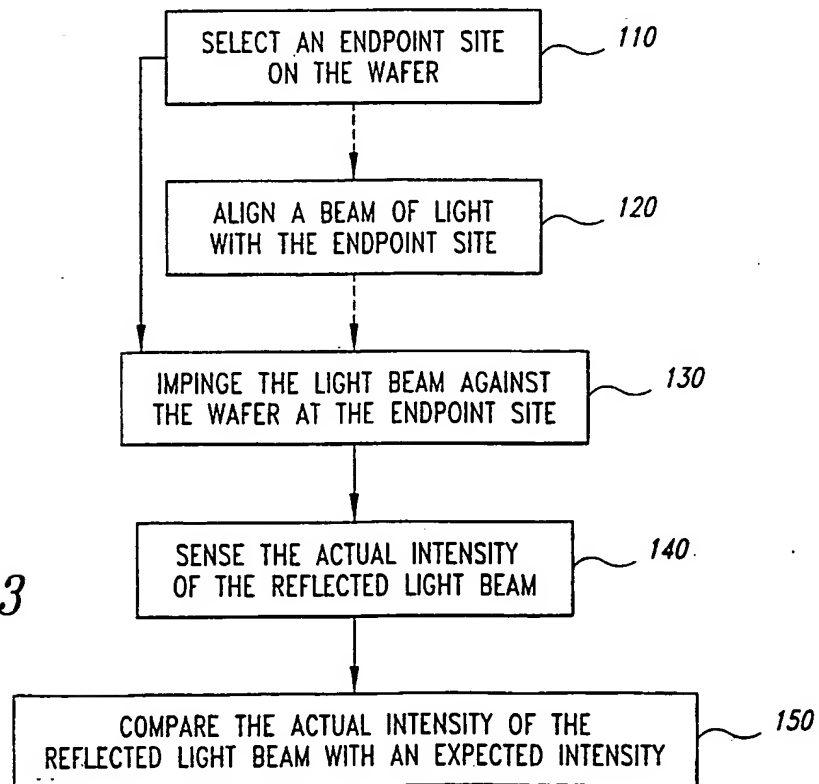 SELECT AN ENDPOINT SITE
ON THE WAFER
110
ALIGN A BEAM OF LIGHT
WITH THE ENDPOINT SITE
120
IMPINGE THE LIGHT BEAM AGAINST
THE WAFER AT THE ENDPOINT SITE
130
SENSE THE ACTUAL INTENSITY
OF THE REFLECTED LIGHT BEAM
140
3
COMPARE THE ACTUAL INTENSITY OF THE
REFLECTED LIGHT BEAM WITH AN EXPECTED INTENSITY
150